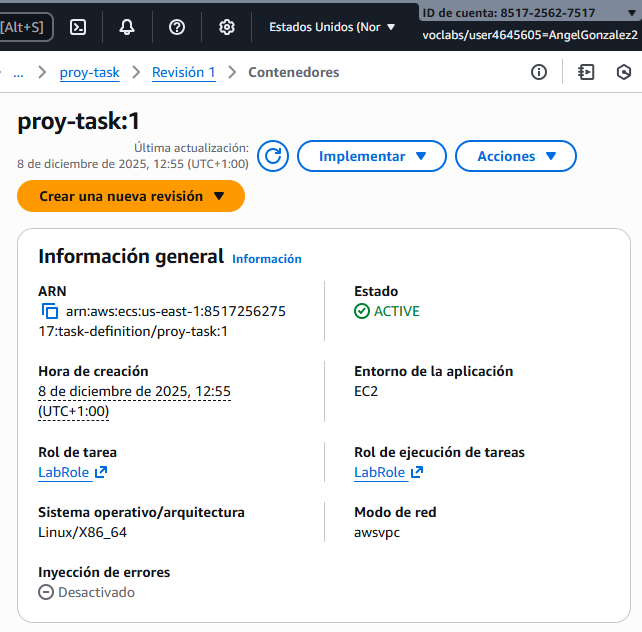 [Alt+S]
Estados Unidos (Nor
ID de cuenta: 8517-2562-7517
voclabs/user4645605=AngelGonzalez2
...
proy-task
Revisión 1
Contenedores
proy-task:1
Última actualización:
8 de diciembre de 2025, 12:55 (UTC+1:00)
Implementar
Acciones
Crear una nueva revisión
Información general
Información
ARN
arn:aws:ecs:us-east-1:8517256275
17:task-definition/proy-task:1
Estado
ACTIVE
Hora de creación
8 de diciembre de 2025, 12:55
(UTC+1:00)
Entorno de la aplicación
EC2
Rol de tarea
LabRole
Rol de ejecución de tareas
LabRole
Sistema operativo/arquitectura
Linux/X86_64
Modo de red
awsvpc
Inyección de errores
Desactivado